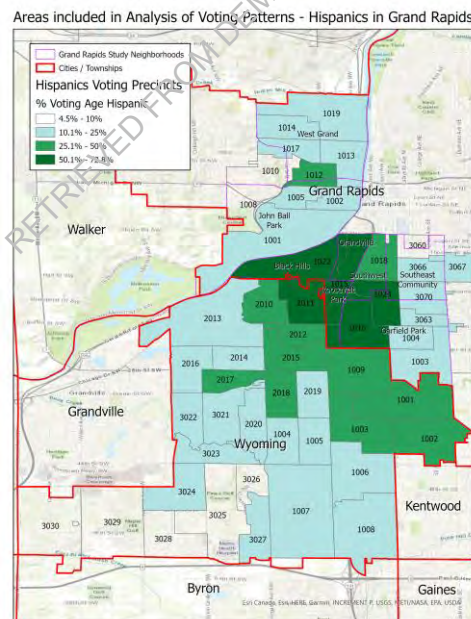 Areas included in Analysis of Voting Patterns - Hispanics in Grand Rapids
RETRIEVED FROM DEM
Grand Rapids Study Neighborhoods
Cities / Townships
Hispanics Voting Precincts
% Voting Age Hispanic
4.5% - 10%
10.1% - 25%
25.1% - 50%
50.1% - 72.8%
1019
1014
West Grand
1017
1013
1010
1012
Grand Rapids
1008
1005
1002
John Ball
Park
Walker
1001
Grandville
3060
Black Hills
1018
Southwest
3066
3067
Southeast
Community
Roosevelt
Park
2010
2013
3070
3063
Garfield Park
1004
2012
2016
2014
2015
1009
1003
2017
1001
Grandville
2018
2019
3022
3021
2020
1004
1005
1003
1002
Wyoming
3023
1006
3024
3026
3025
1007
Kentwood
3030
3029
3028
3027
1008
Byron
Gaines
Esri Canada, Esri, HERE, Garmin, INCREMENT P, USGS, METI/NASA, EPA, USDA